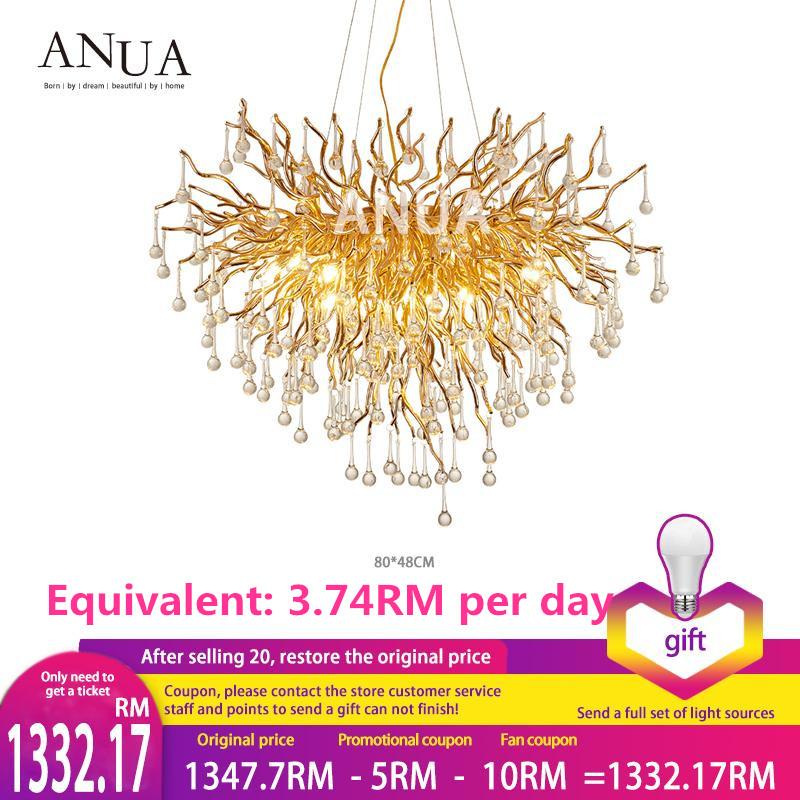 ANUA
Born | by | dream | beautiful | by | home
ANUA
80*48CM
Equivalent: 3.74RM per day
gift
After selling 20, restore the original price
Only need to
get a ticket
RM
1332.17
Coupon, please contact the store customer service
staff and points to send a gift can not finish!
Send a full set of light sources
Original price Promotional coupon Fan coupon
1347.7RM - 5RM - 10RM =1332.17RM